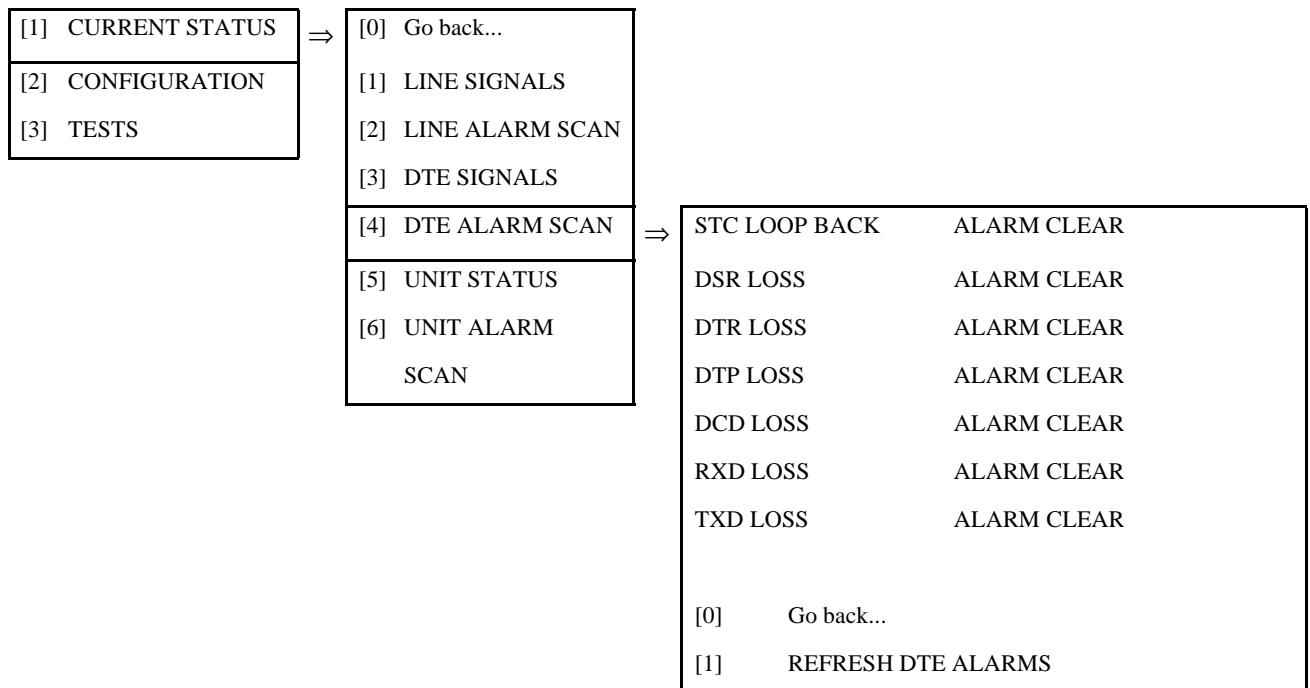 [1] CURRENT STATUS ⇒
[2] CONFIGURATION
[3] TESTS
[0] Go back...
[1] LINE SIGNALS
[2] LINE ALARM SCAN
[3] DTE SIGNALS
[4] DTE ALARM SCAN ⇒
[5] UNIT STATUS
[6] UNIT ALARM
SCAN
STC LOOP BACK ALARM CLEAR
DSR LOSS ALARM CLEAR
DTR LOSS ALARM CLEAR
DTP LOSS ALARM CLEAR
DCD LOSS ALARM CLEAR
RXD LOSS ALARM CLEAR
TXD LOSS ALARM CLEAR
[0] Go back...
[1] REFRESH DTE ALARMS